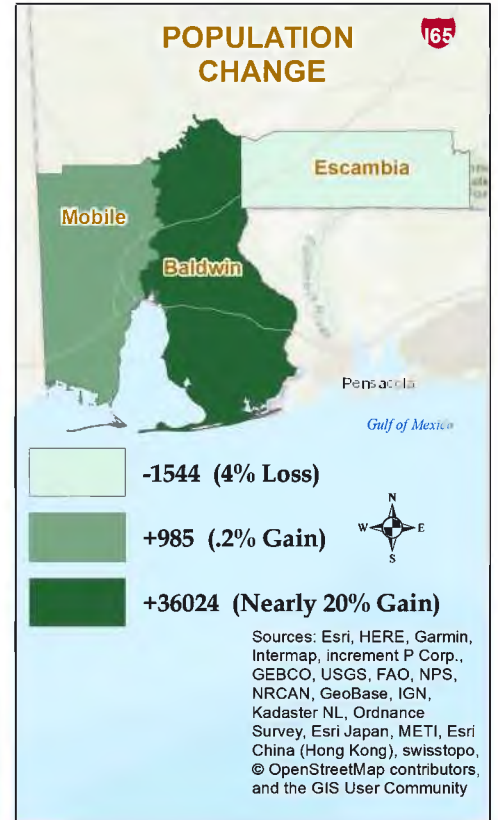 POPULATION
CHANGE
I65
Escambia
Mobile
Baldwin
Pensacola
Gulf of Mexico
-1544 (4% Loss)
+985 (.2% Gain)
N
W E
S
+36024 (Nearly 20% Gain)
Sources: Esri, HERE, Garmin,
Intermap, increment P Corp.,
GEBCO, USGS, FAO, NPS,
NRCAN, GeoBase, IGN,
Kadaster NL, Ordnance
Survey, Esri Japan, METI, Esri
China (Hong Kong), swisstopo,
© OpenStreetMap contributors,
and the GIS User Community